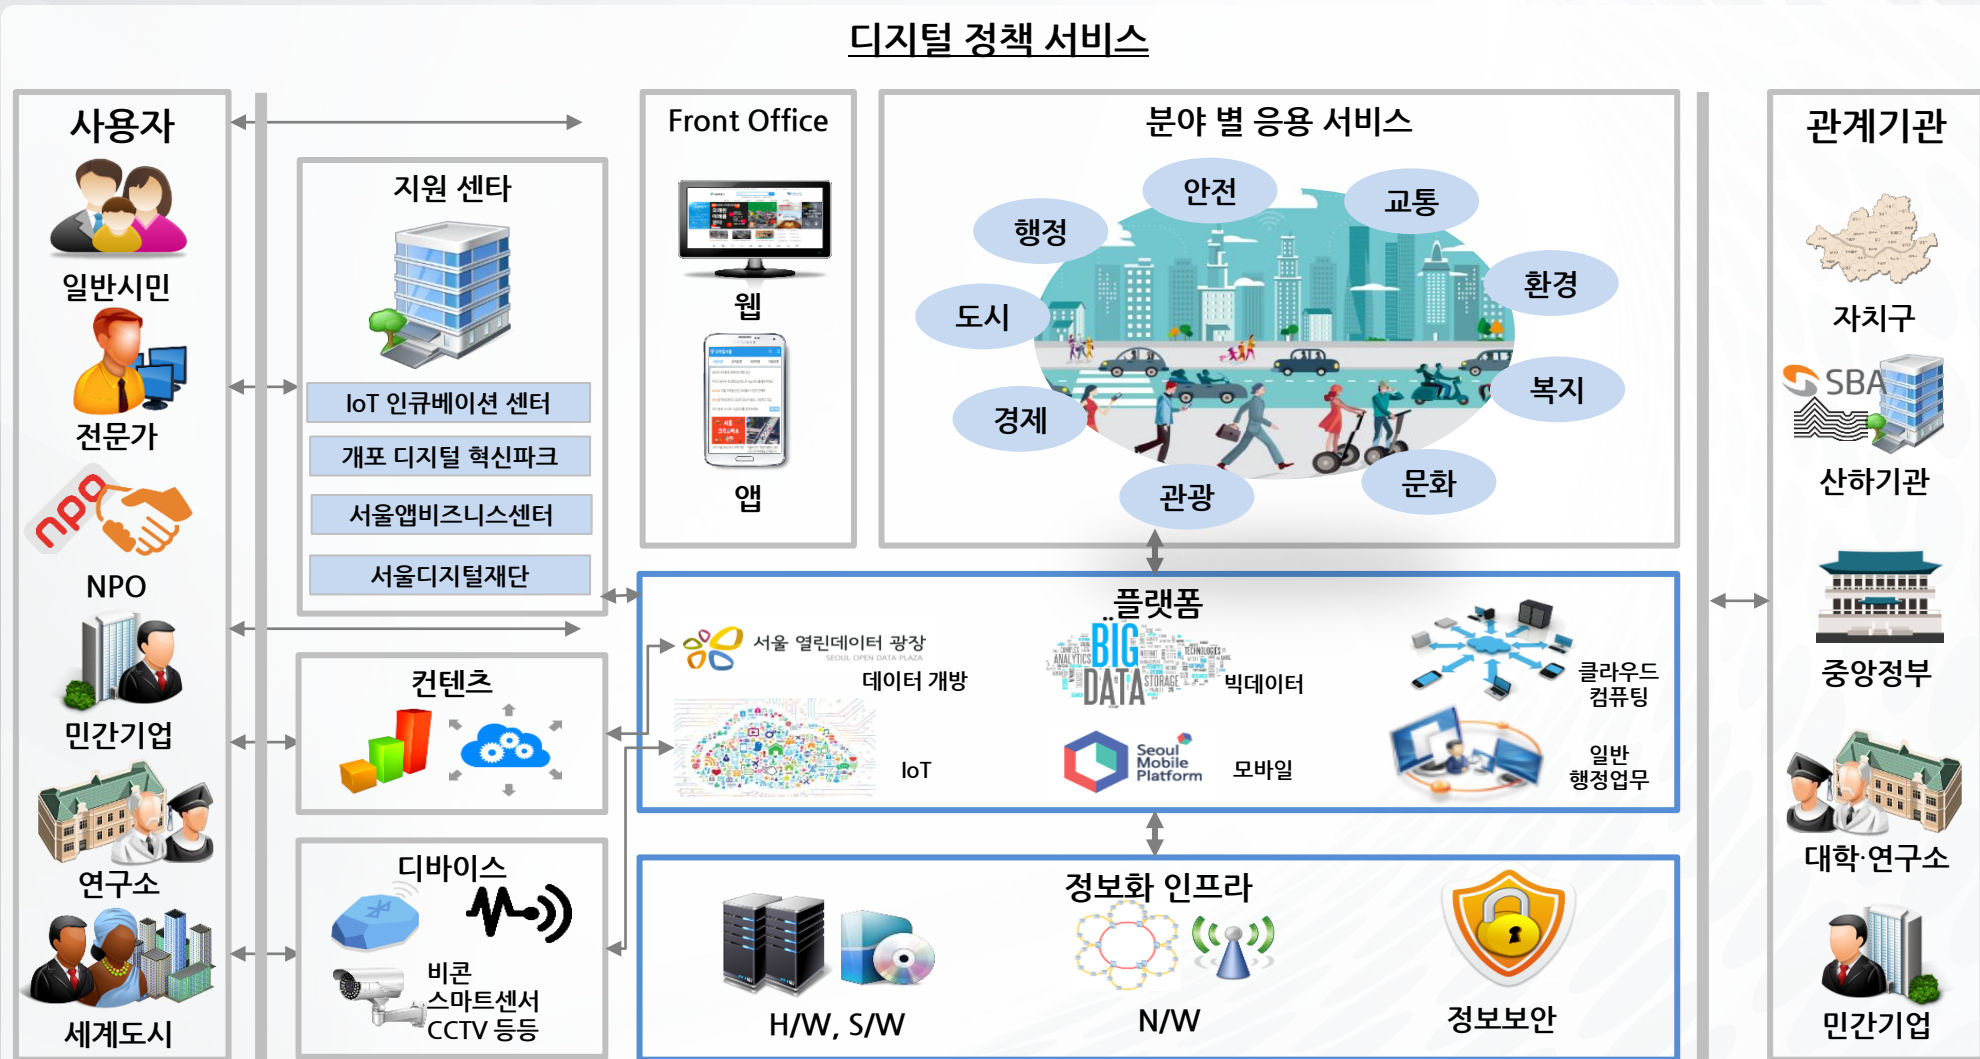 디지털 정책 서비스
사용자
일반시민
전문가
npo
NPO
민간기업
연구소
세계도시
지원 센타
IoT 인큐베이션 센터
개포 디지털 혁신파크
서울앱비즈니스센터
서울디지털재단
컨텐츠
디바이스
비콘
스마트센서
CCTV 등등
Front Office
웹
앱
분야 별 응용 서비스
안전
교통
행정
환경
도시
복지
경제
문화
관광
플랫폼
서울 열린데이터 광장
SEOUL OPEN DATA PLAZA
데이터 개방
BIG
DATA
ANALYTICS
TECHNOLOGIES
STORAGE
빅데이터
클라우드
컴퓨팅
IoT
Seoul
Mobile
Platform
모바일
일반
행정업무
정보화 인프라
H/W, S/W
N/W
정보보안
관계기관
자치구
SBA
산하기관
중앙정부
대학·연구소
민간기업